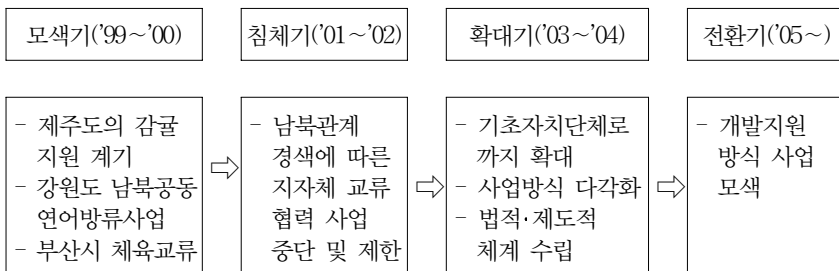 모색기('99~'00)
침체기('01~'02)
확대기('03~'04)
전환기('05~)
- 제주도의 감귤
지원 계기
- 강원도 남북공동
연어방류사업
- 부산시 체육교류
- 남북관계
경색에 따른
지자체 교류
협력 사업
중단 및 제한
- 기초자치단체로
까지 확대
- 사업방식 다각화
- 법적·제도적
체계 수립
- 개발지원
방식 사업
모색